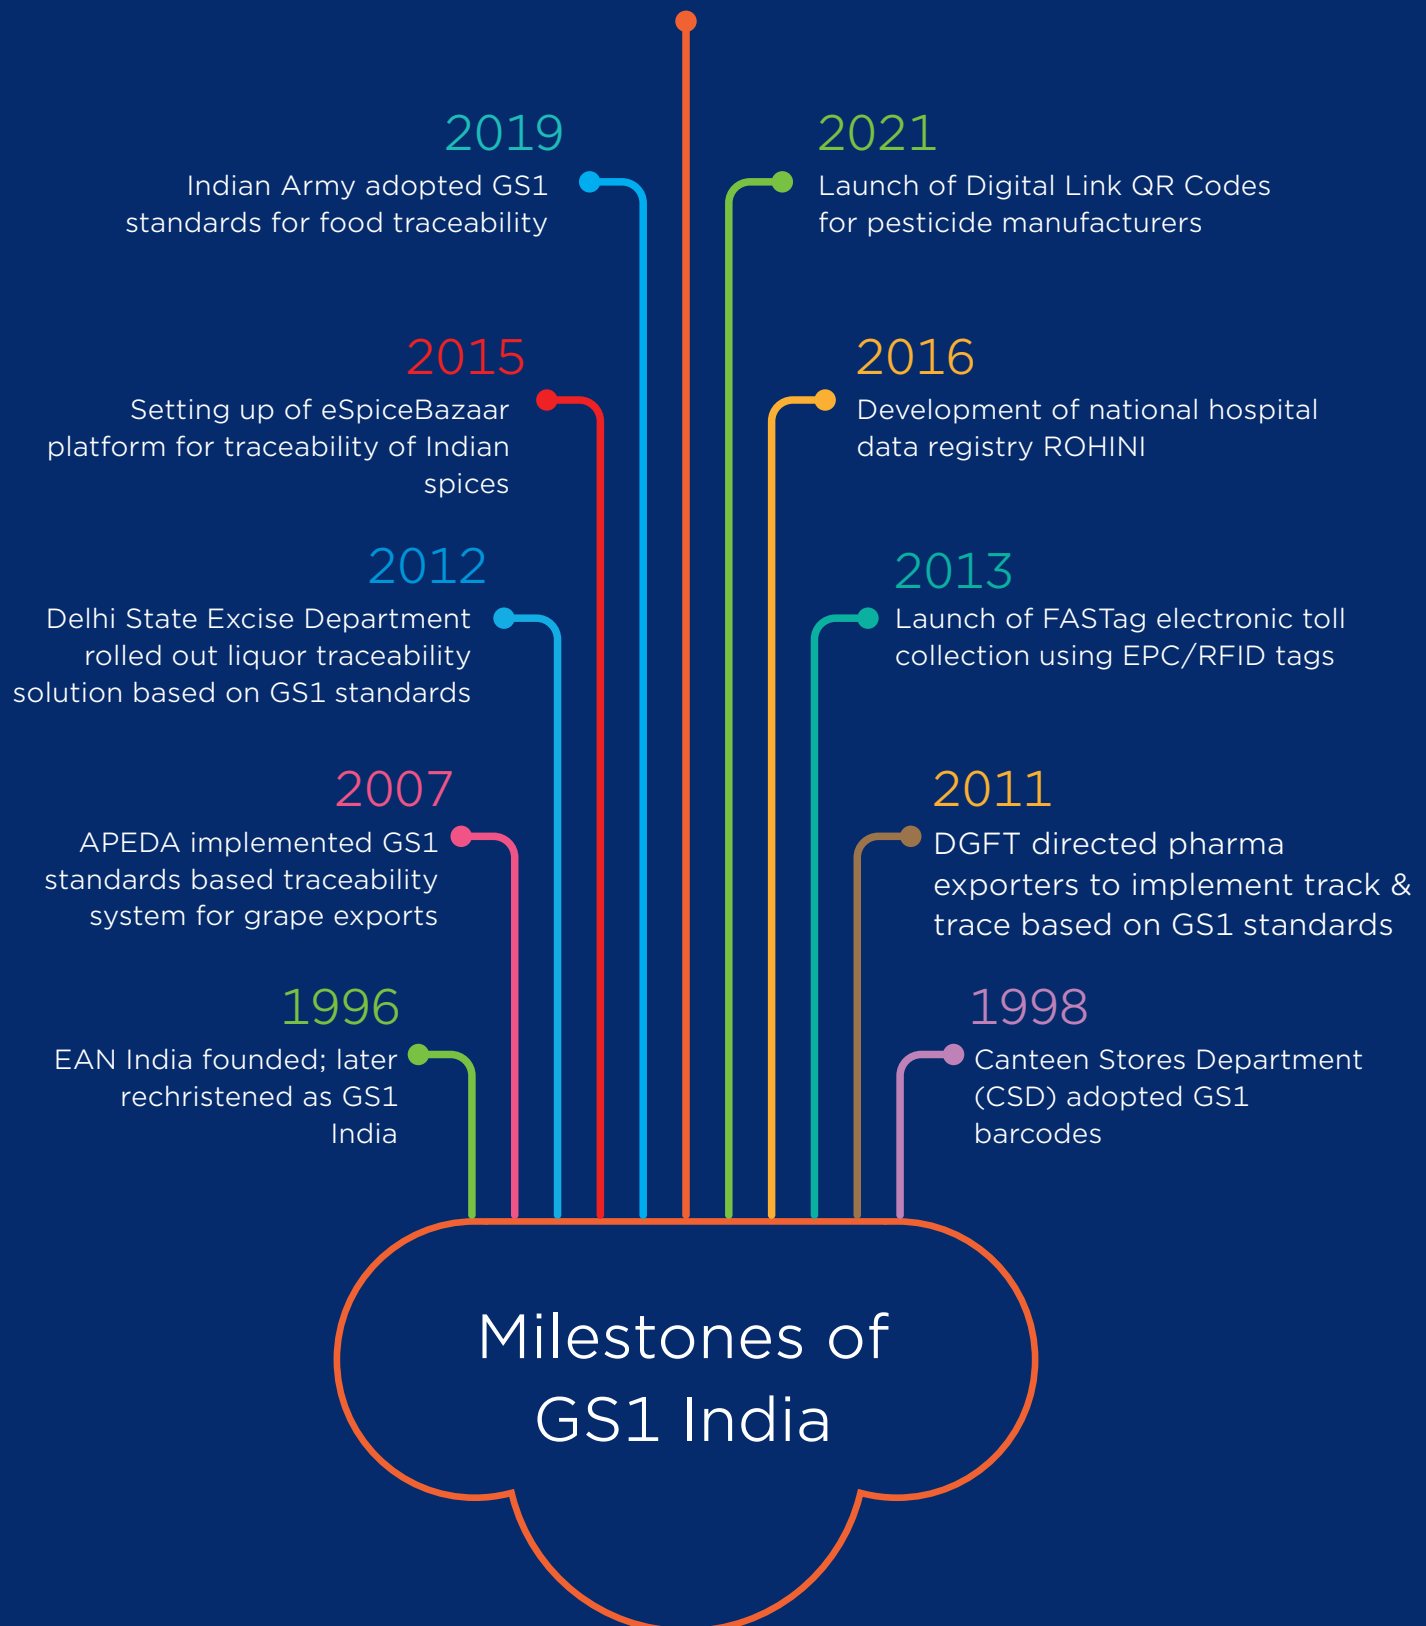 2019
Indian Army adopted GS1
standards for food traceability
2021
Launch of Digital Link QR Codes
for pesticide manufacturers
2015
Setting up of eSpiceBazaar
platform for traceability of Indian
spices
2016
Development of national hospital
data registry ROHINI
2012
Delhi State Excise Department
rolled out liquor traceability
solution based on GS1 standards
2013
Launch of FASTag electronic toll
collection using EPC/RFID tags
2007
APEDA implemented GS1
standards based traceability
system for grape exports
2011
DGFT directed pharma
exporters to implement track &
trace based on GS1 standards
1996
EAN India founded; later
rechristened as GS1
India
1998
Canteen Stores Department
(CSD) adopted GS1
barcodes
Milestones of
GS1 India